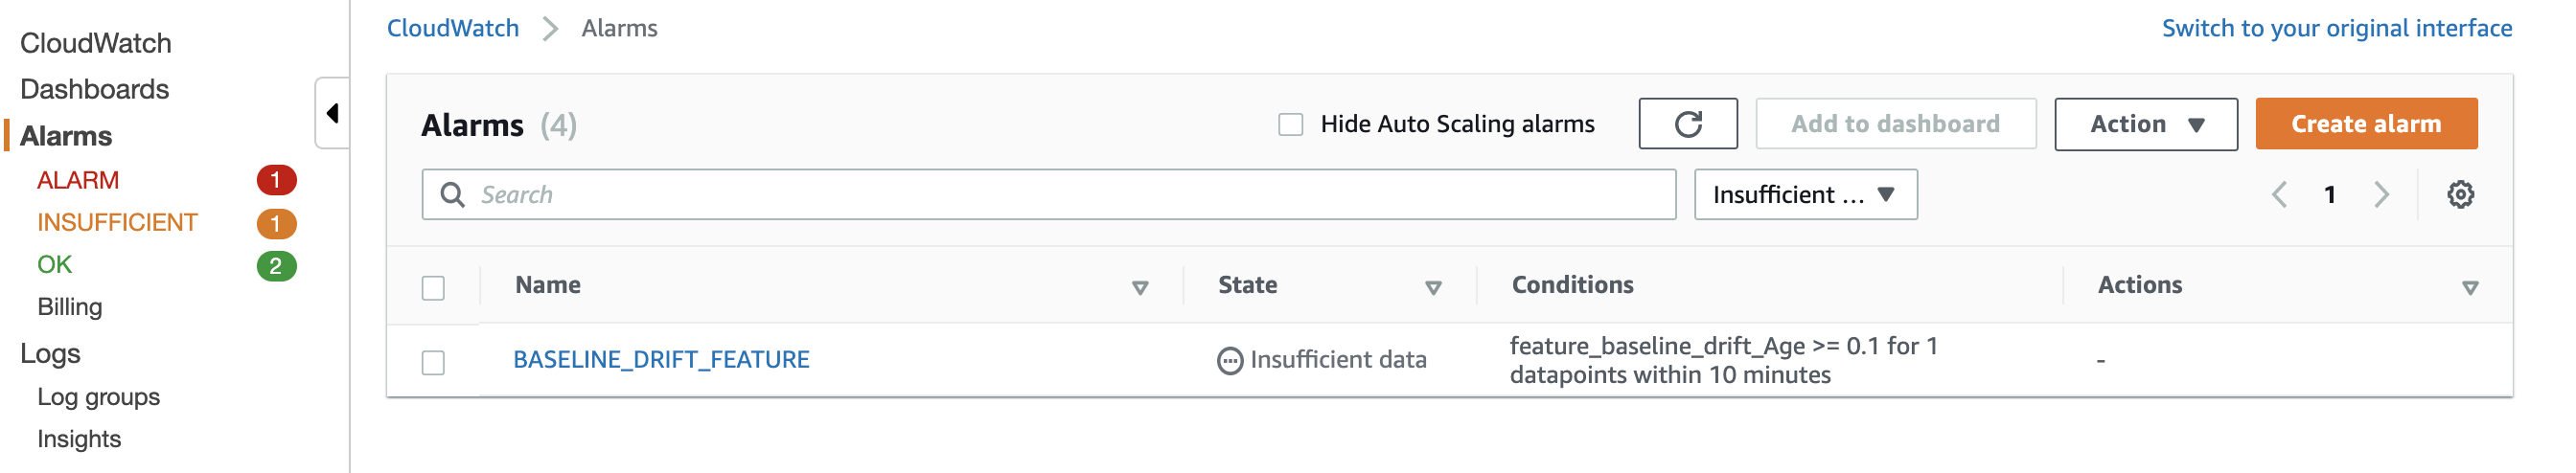 CloudWatch
Dashboards
Alarms
ALARM 1
INSUFFICIENT 1
OK 2
Billing
Logs
Log groups
Insights
CloudWatch > Alarms
Switch to your original interface
Alarms (4)
Hide Auto Scaling alarms
Add to dashboard
Action
Create alarm
Search
Insufficient ...
1
Name State Conditions Actions
BASELINE_DRIFT_FEATURE
Insufficient data
feature_baseline_drift_Age >= 0.1 for 1
datapoints within 10 minutes
-